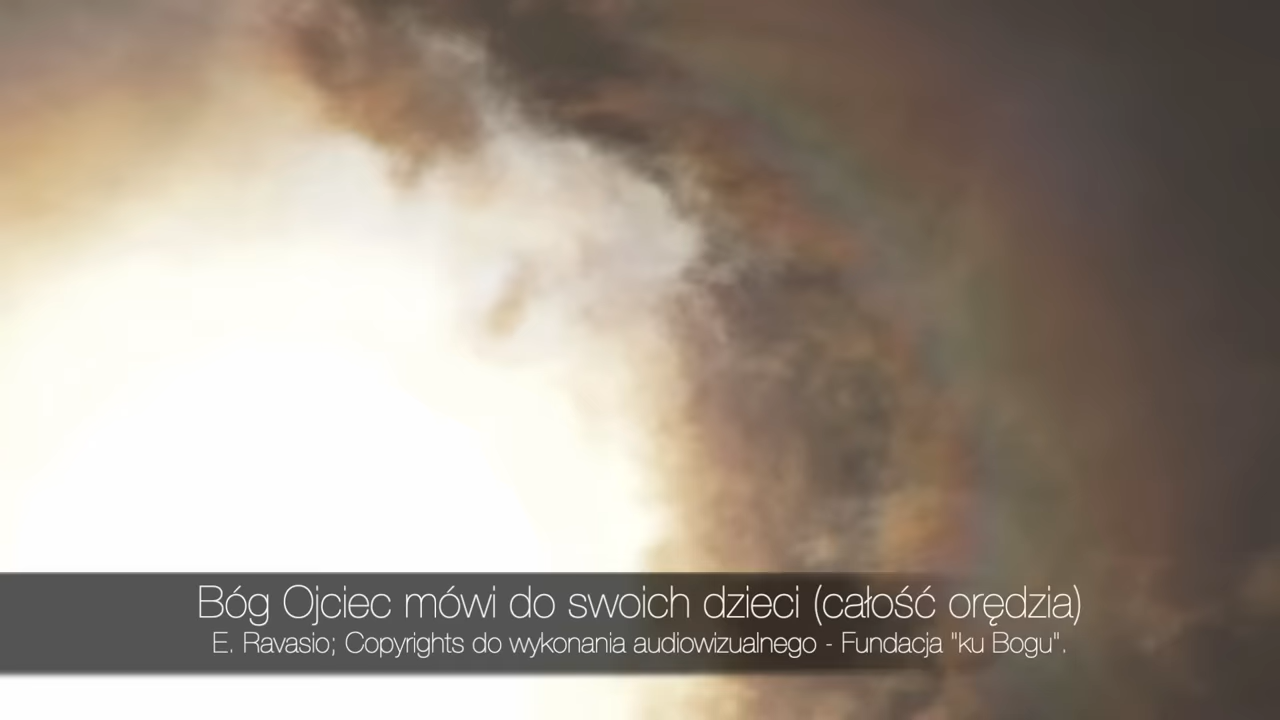 Bóg Ojciec mówi do swoich dzieci (całość orędzia)
E. Ravasio; Copyrights do wykonania audiowizualnego - Fundacja "ku Bogu".